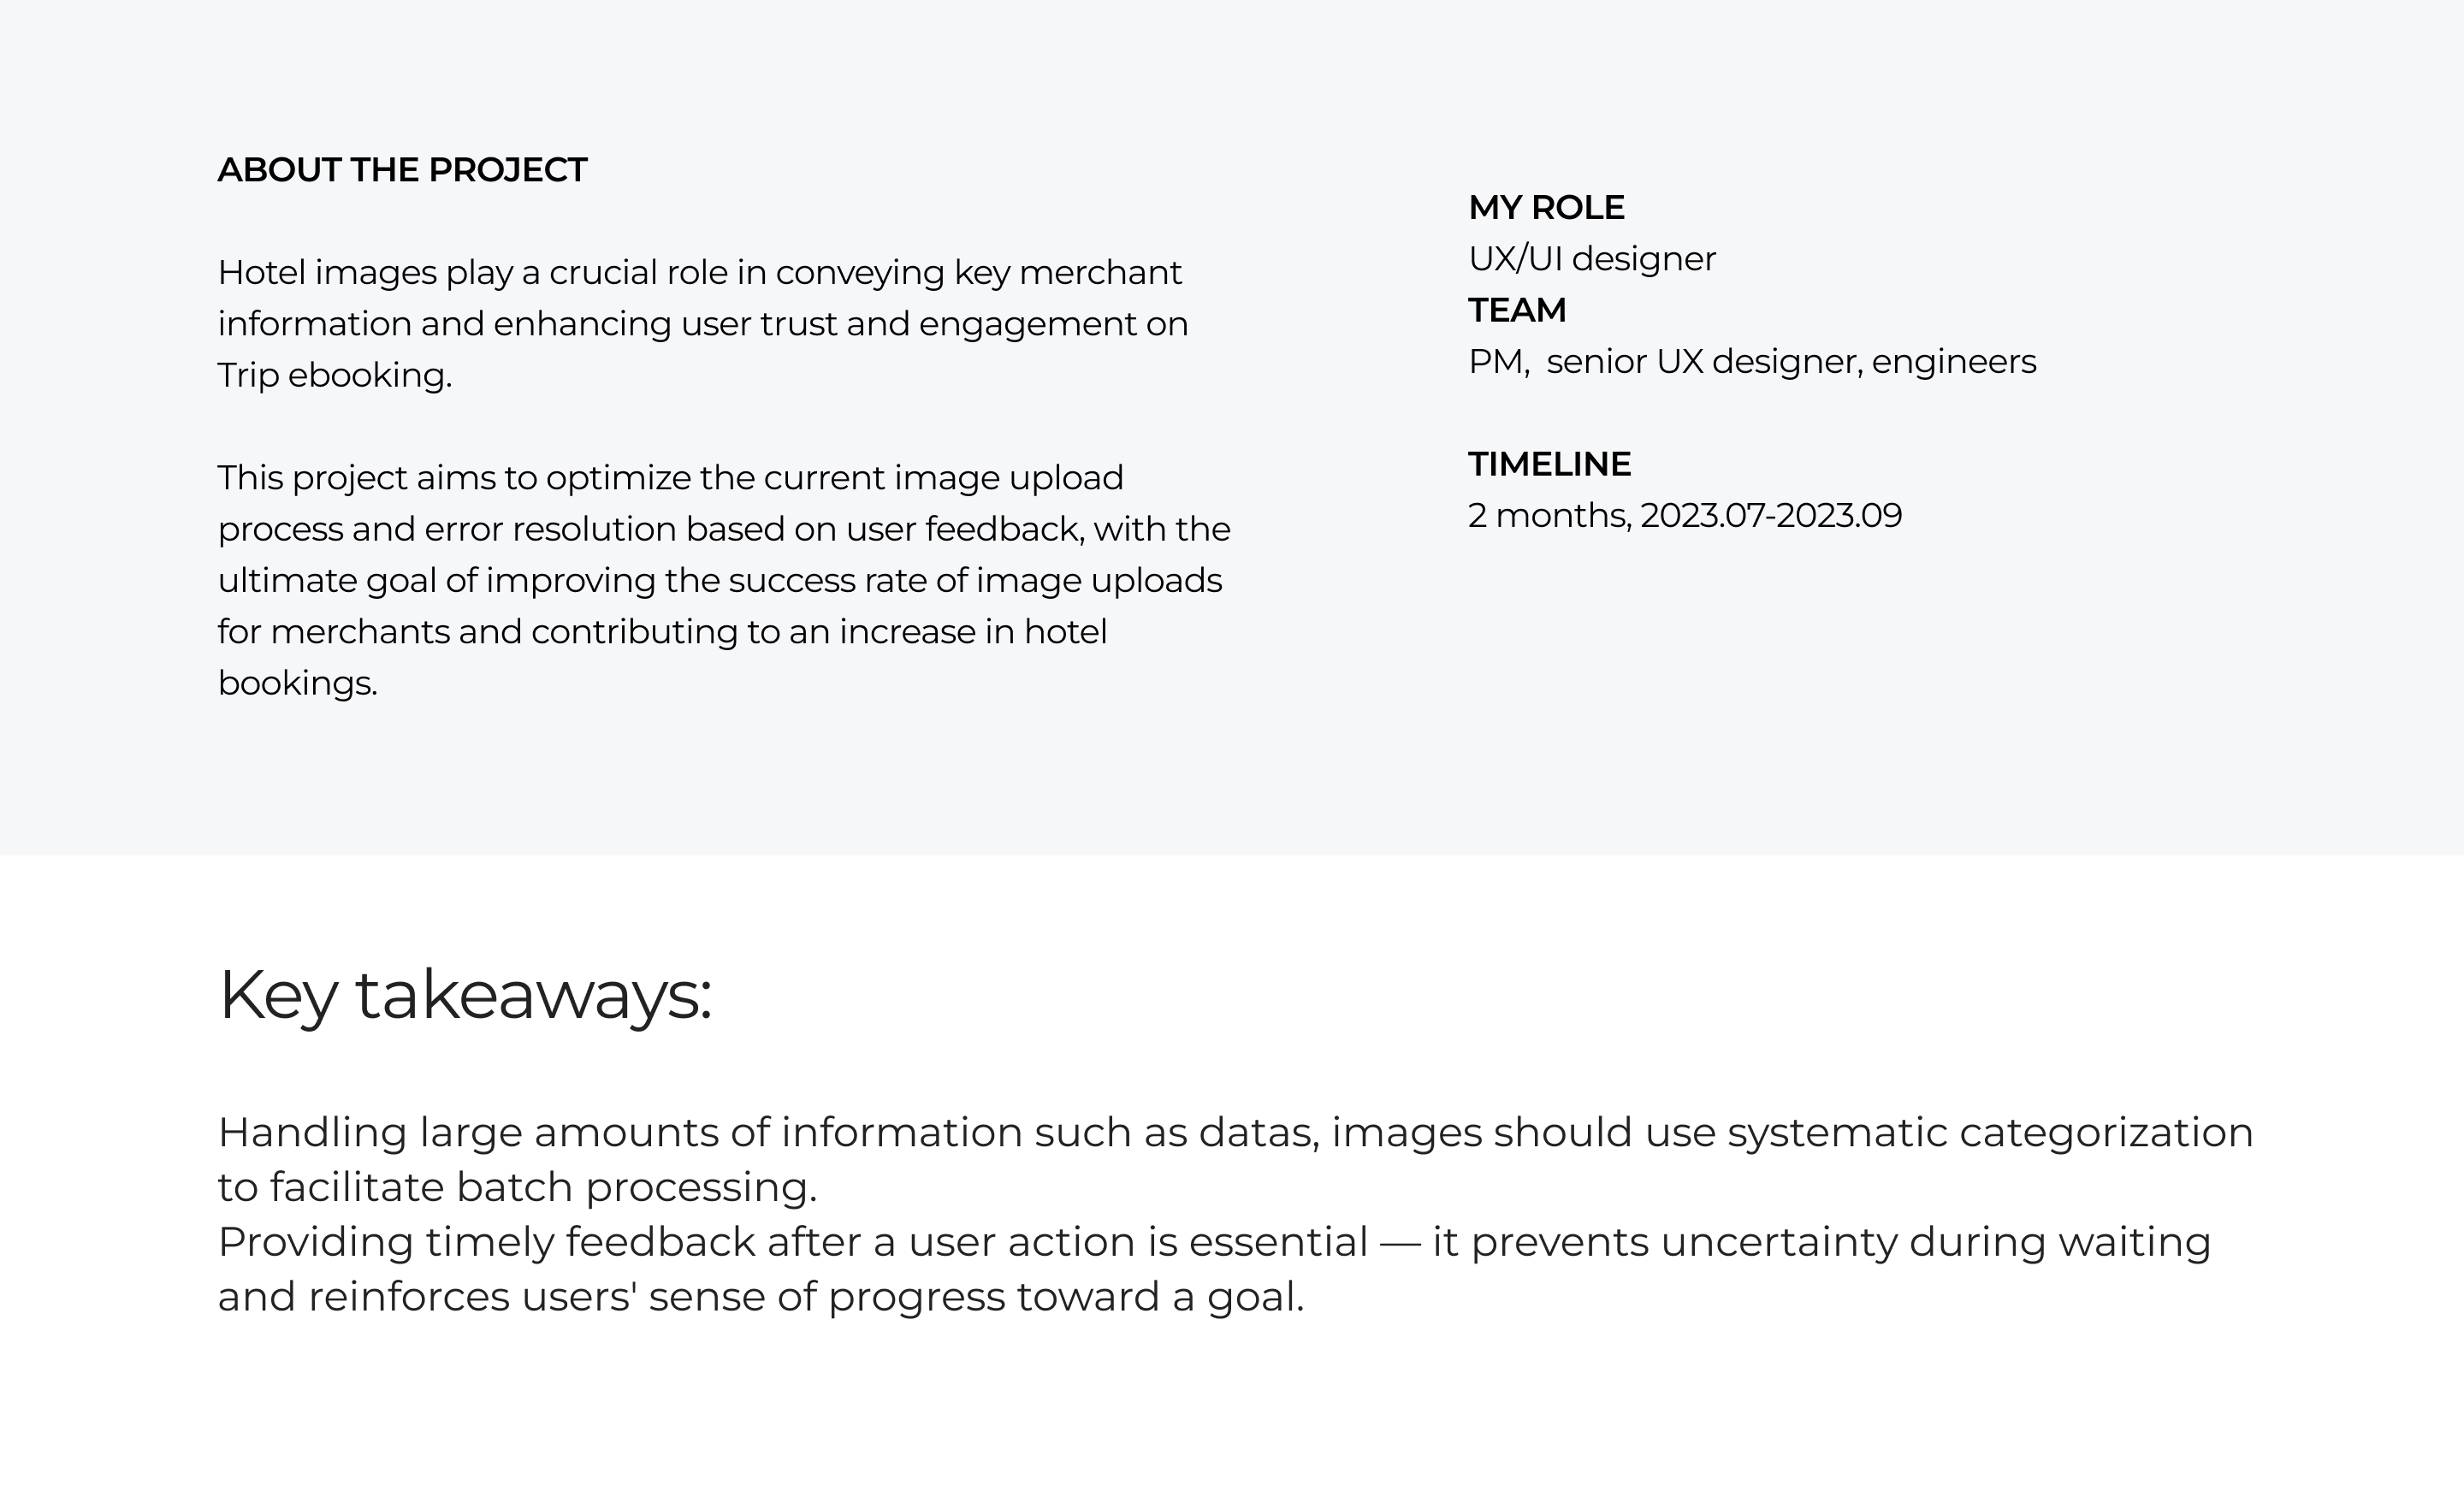 ABOUT THE PROJECT
Hotel images play a crucial role in conveying key merchant
information and enhancing user trust and engagement on
Trip ebooking.
This project aims to optimize the current image upload
process and error resolution based on user feedback, with the
ultimate goal of improving the success rate of image uploads
for merchants and contributing to an increase in hotel
bookings.
MY ROLE
UX/UI designer
TEAM
PM,  senior UX designer, engineers
TIMELINE
2 months, 2023.07-2023.09
Key takeaways:
Handling large amounts of information such as datas, images should use systematic categorization
to facilitate batch processing.
Providing timely feedback after a user action is essential — it prevents uncertainty during waiting
and reinforces users' sense of progress toward a goal.